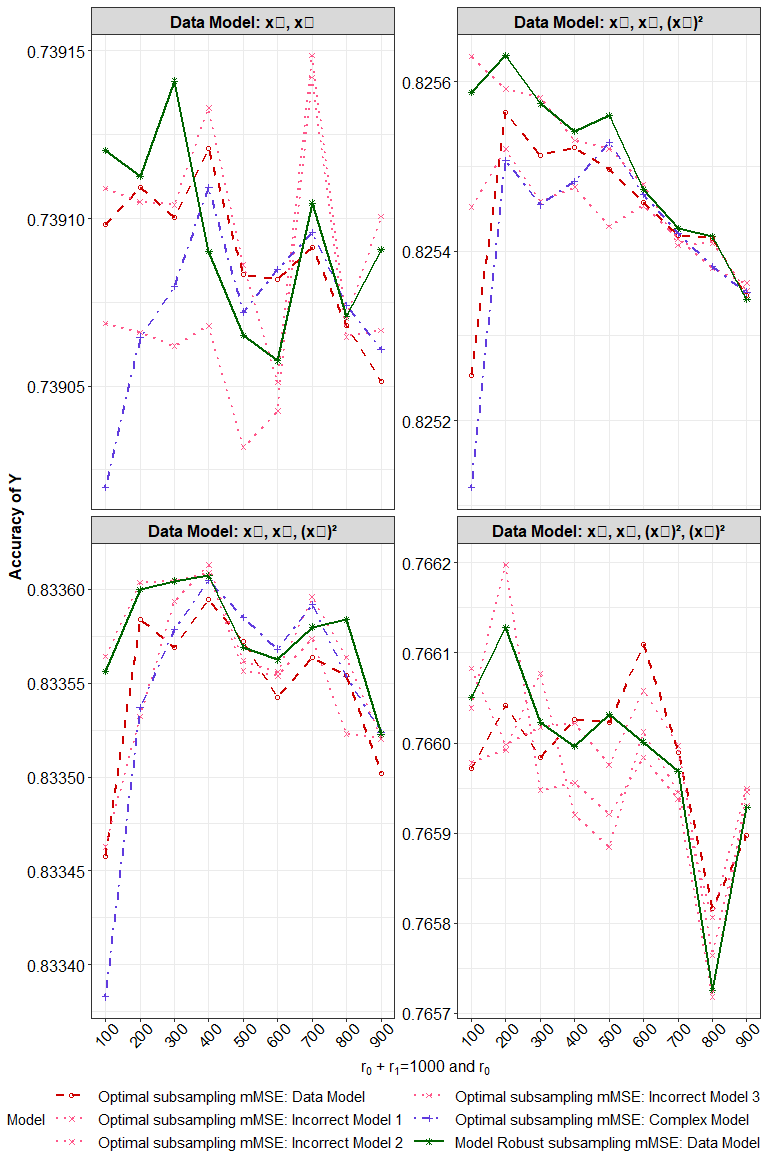 Data Model: x▯, x▯
Data Model: x▯, x▯, (x▯)²
0.73915
0.73910
0.73905
0.8256
0.8254
0.8252
Accuracy of Y
Data Model: x▯, x▯, (x▯)²
Data Model: x▯, x▯, (x▯)², (x▯)²
0.83360
0.83355
0.83350
0.83345
0.83340
0.7662
0.7661
0.7660
0.7659
0.7658
0.7657
100 200 300 400 500 600 700 800 900
100 200 300 400 500 600 700 800 900
r₀ + r₁=1000 and r₀
Model
Optimal subsampling mMSE: Data Model
Optimal subsampling mMSE: Incorrect Model 1
Optimal subsampling mMSE: Incorrect Model 2
Optimal subsampling mMSE: Incorrect Model 3
Optimal subsampling mMSE: Complex Model
Model Robust subsampling mMSE: Data Model